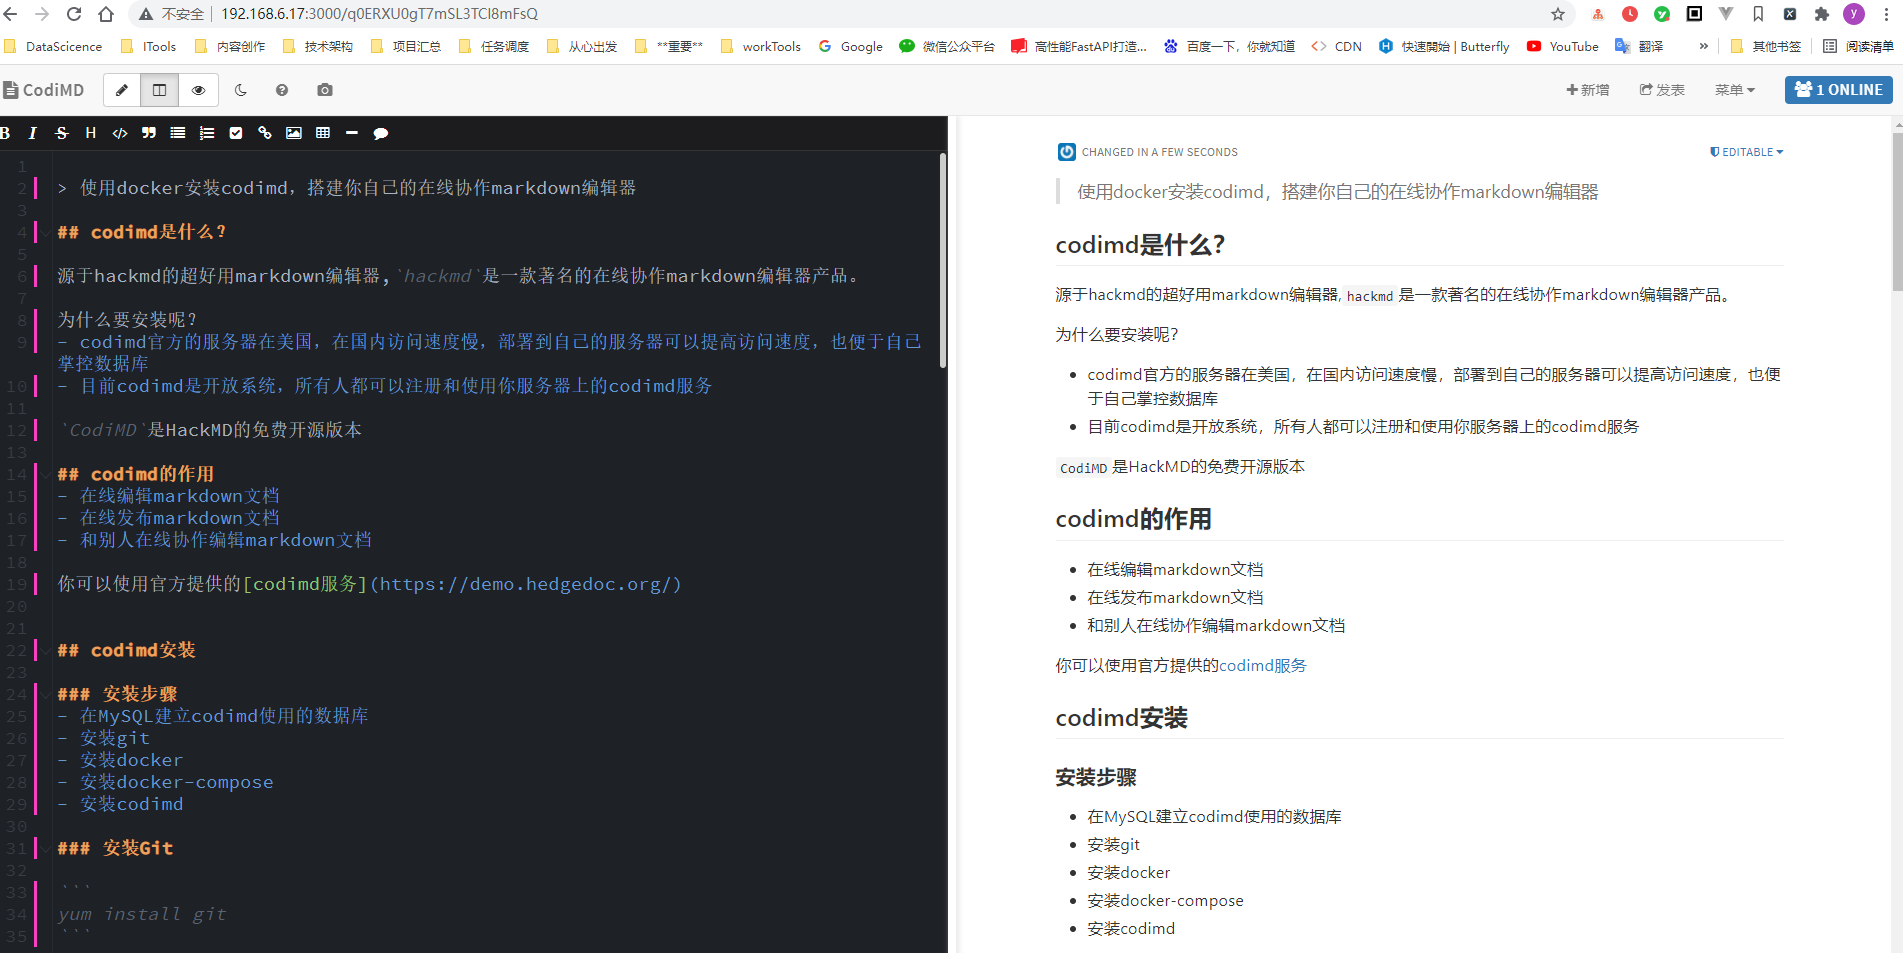 不安全 | 192.168.6.17:3000/q0ERXU0gT7mSL3TCl8mFsQ
DataScicence ITools 内容创作 技术架构 项目汇总 任务调度 从心出发 **重要** workTools Google 微信公众平台 高性能FastAPI打造... 百度一下，你就知道 CDN 快速開始 | Butterfly YouTube 翻译 » 其他书签 阅读清单
CodiMD +新增 发表 菜单 1 ONLINE
B I S H
1
2 > 使用docker安装codimd，搭建你自己的在线协作markdown编辑器
3
4 ## codimd是什么？
5
6 源于hackmd的超好用markdown编辑器,`hackmd`是一款著名的在线协作markdown编辑器产品。
7
8 为什么要安装呢？
9 - codimd官方的服务器在美国，在国内访问速度慢，部署到自己的服务器可以提高访问速度，也便于自己
掌控数据库
10 - 目前codimd是开放系统，所有人都可以注册和使用你服务器上的codimd服务
11
12 `CodiMD`是HackMD的免费开源版本
13
14 ## codimd的作用
15 - 在线编辑markdown文档
16 - 在线发布markdown文档
17 - 和别人在线协作编辑markdown文档
18
19 你可以使用官方提供的[codimd服务](https://demo.hedgedoc.org/)
20
21
22 ## codimd安装
23
24 ### 安装步骤
25 - 在MySQL建立codimd使用的数据库
26 - 安装git
27 - 安装docker
28 - 安装docker-compose
29 - 安装codimd
30
31 ### 安装Git
32
33 ```
34 yum install git
35 ```
CHANGED IN A FEW SECONDS EDITABLE
使用docker安装codimd，搭建你自己的在线协作markdown编辑器
codimd是什么？
源于hackmd的超好用markdown编辑器,hackmd是一款著名的在线协作markdown编辑器产品。
为什么要安装呢？
• codimd官方的服务器在美国，在国内访问速度慢，部署到自己的服务器可以提高访问速度，也便
于自己掌控数据库
• 目前codimd是开放系统，所有人都可以注册和使用你服务器上的codimd服务
CodiMD是HackMD的免费开源版本
codimd的作用
• 在线编辑markdown文档
• 在线发布markdown文档
• 和别人在线协作编辑markdown文档
你可以使用官方提供的codimd服务
codimd安装
安装步骤
• 在MySQL建立codimd使用的数据库
• 安装git
• 安装docker
• 安装docker-compose
• 安装codimd